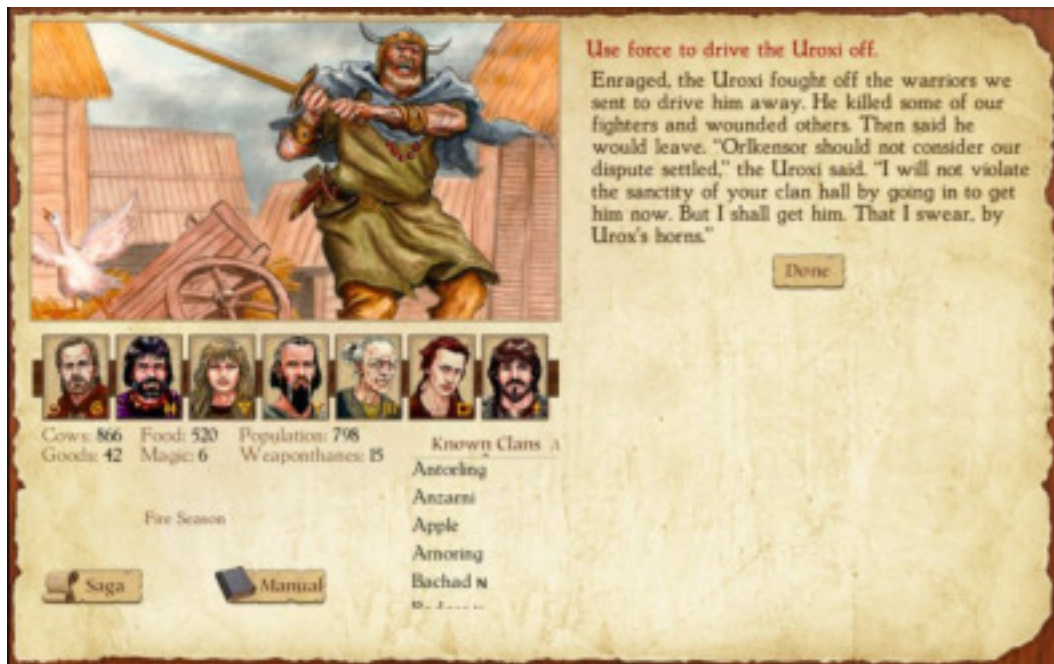 Use force to drive the Uroxi off.
Enraged, the Uroxi fought off the warriors we
sent to drive him away. He killed some of our
fighters and wounded others. Then said he
would leave. "Orlkensor should not consider our
dispute settled," the Uroxi said. "I will not violate
the sanctity of your clan hall by going in to get
him now. But I shall get him. That I swear, by
Urox's horns."
Done
Cows: 866 Food: 520 Population: 798
Goods: 42 Magic: 6 Weaponthanes: 15
Known Clans
Antorling
Anzarni
Apple
Arnoring
Bachad N
Fire Season
Saga
Manual